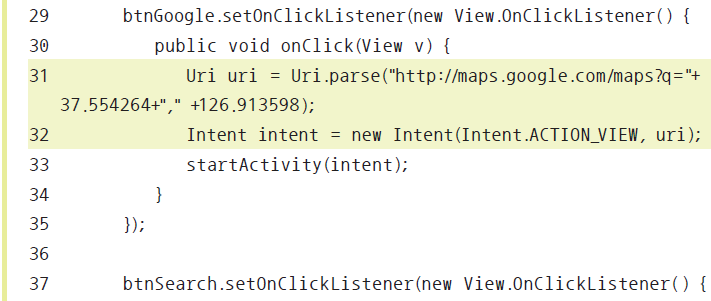 29 btnGoogle.setOnClickListener(new View.OnClickListener() {
30 public void onClick(View v) {
31 Uri uri = Uri.parse("http://maps.google.com/maps?q="+
37.554264+"," +126.913598);
32 Intent intent = new Intent(Intent.ACTION_VIEW, uri);
33 startActivity(intent);
34 }
35 });
36
37 btnSearch.setOnClickListener(new View.OnClickListener() {